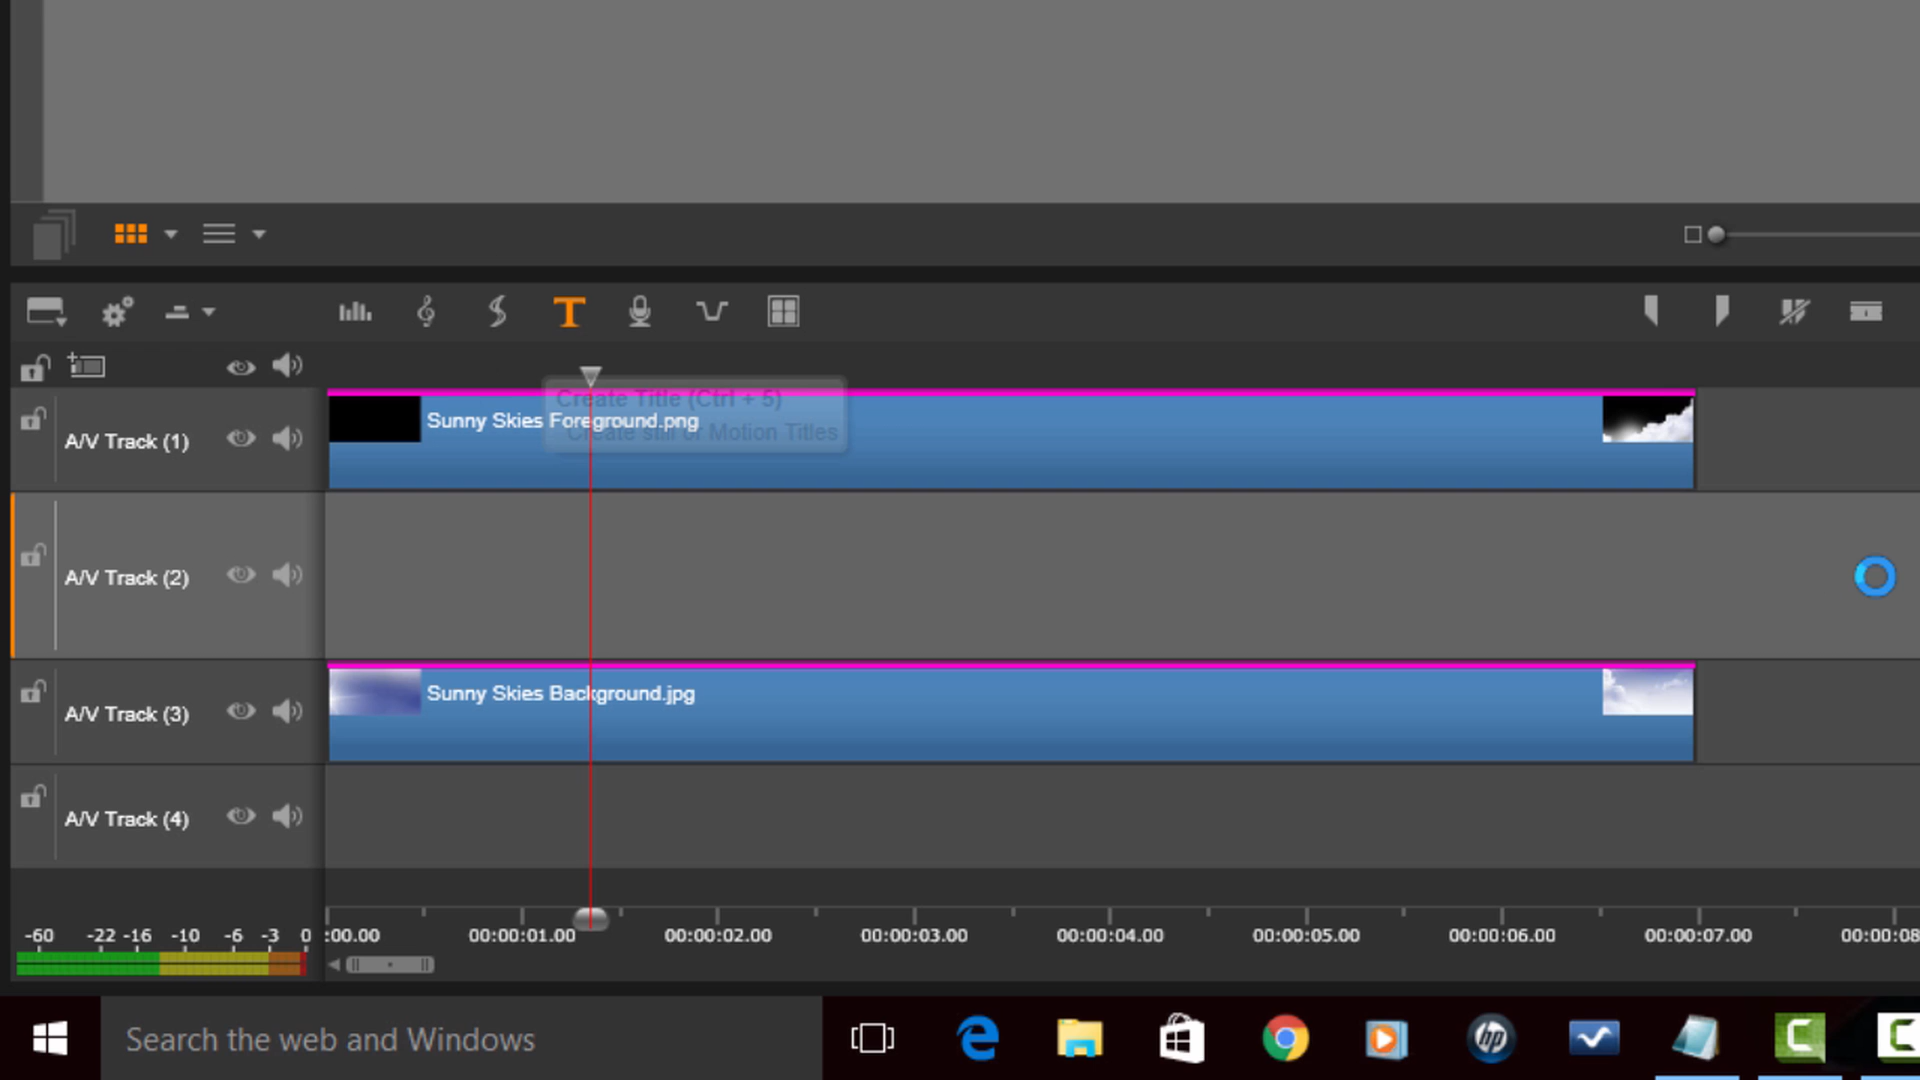 Create Title (Ctrl + 5)
Sunny Skies Foreground.png
Create still or Motion Titles
A/V Track (1)
A/V Track (2)
Sunny Skies Background.jpg
A/V Track (3)
A/V Track (4)
-60 -22 -16 -10 -6 -3 0
:00.00 00:00:01.00 00:00:02.00 00:00:03.00 00:00:04.00 00:00:05.00 00:00:06.00 00:00:07.00 00:00:08
Search the web and Windows
hp